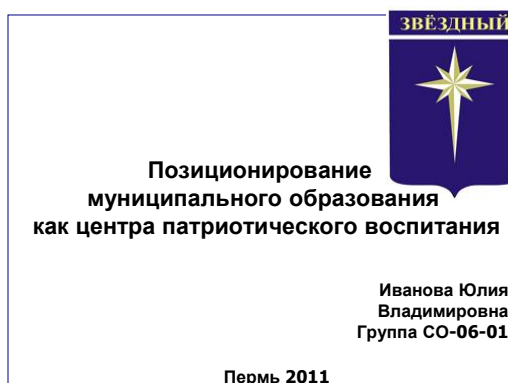 ЗВЁЗДНЫЙ
Позиционирование
муниципального образования
как центра патриотического воспитания
Иванова Юлия
Владимировна
Группа СО-06-01
Пермь 2011